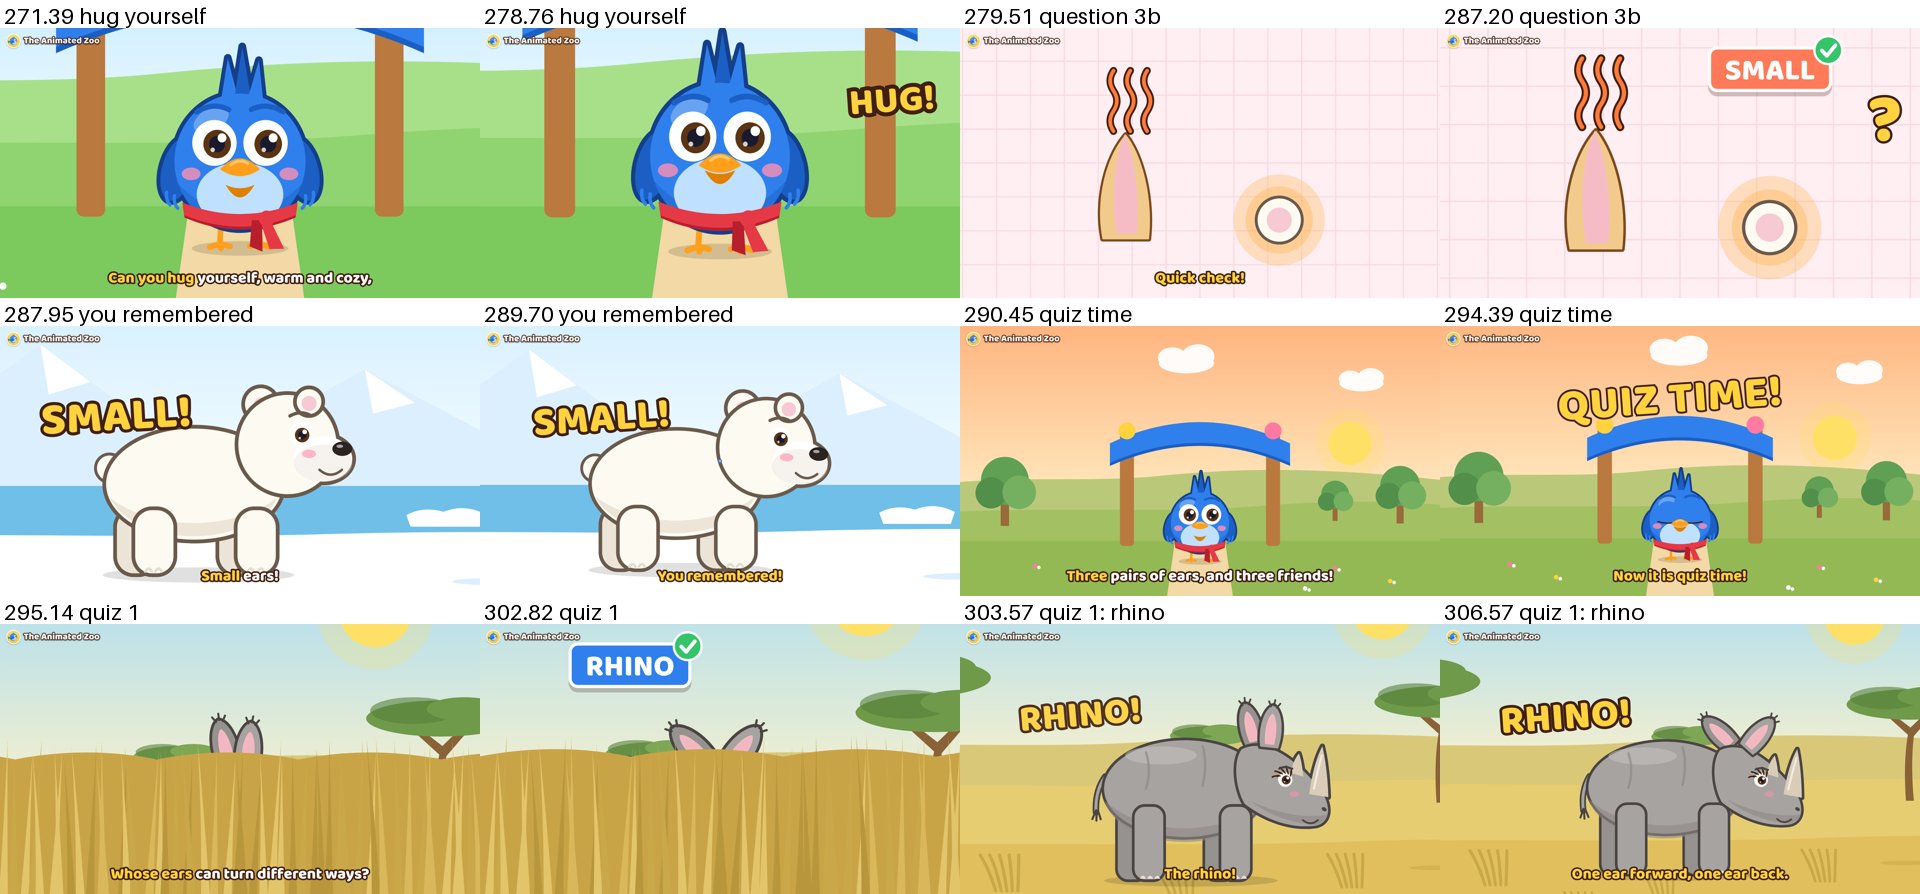 271.39 hug yourself
The Animated Zoo
Can you hug yourself, warm and cozy,
278.76 hug yourself
The Animated Zoo
HUG!
279.51 question 3b
The Animated Zoo
Quick check!
287.20 question 3b
The Animated Zoo
SMALL
?
287.95 you remembered
The Animated Zoo
SMALL!
Small ears!
289.70 you remembered
The Animated Zoo
SMALL!
You remembered!
290.45 quiz time
The Animated Zoo
Three pairs of ears, and three friends!
294.39 quiz time
The Animated Zoo
QUIZ TIME!
Now it is quiz time!
295.14 quiz 1
The Animated Zoo
Whose ears can turn different ways?
302.82 quiz 1
The Animated Zoo
RHINO
303.57 quiz 1: rhino
The Animated Zoo
RHINO!
The rhino!
306.57 quiz 1: rhino
The Animated Zoo
RHINO!
One ear forward, one ear back.